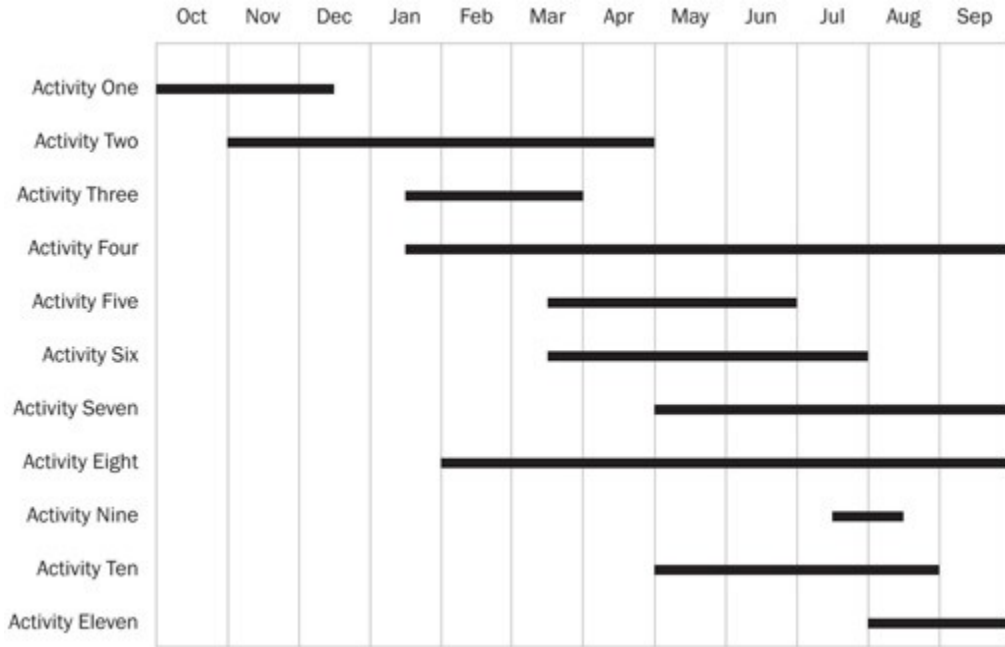 Oct Nov Dec Jan Feb Mar Apr May Jun Jul Aug Sep
Activity One
Activity Two
Activity Three
Activity Four
Activity Five
Activity Six
Activity Seven
Activity Eight
Activity Nine
Activity Ten
Activity Eleven